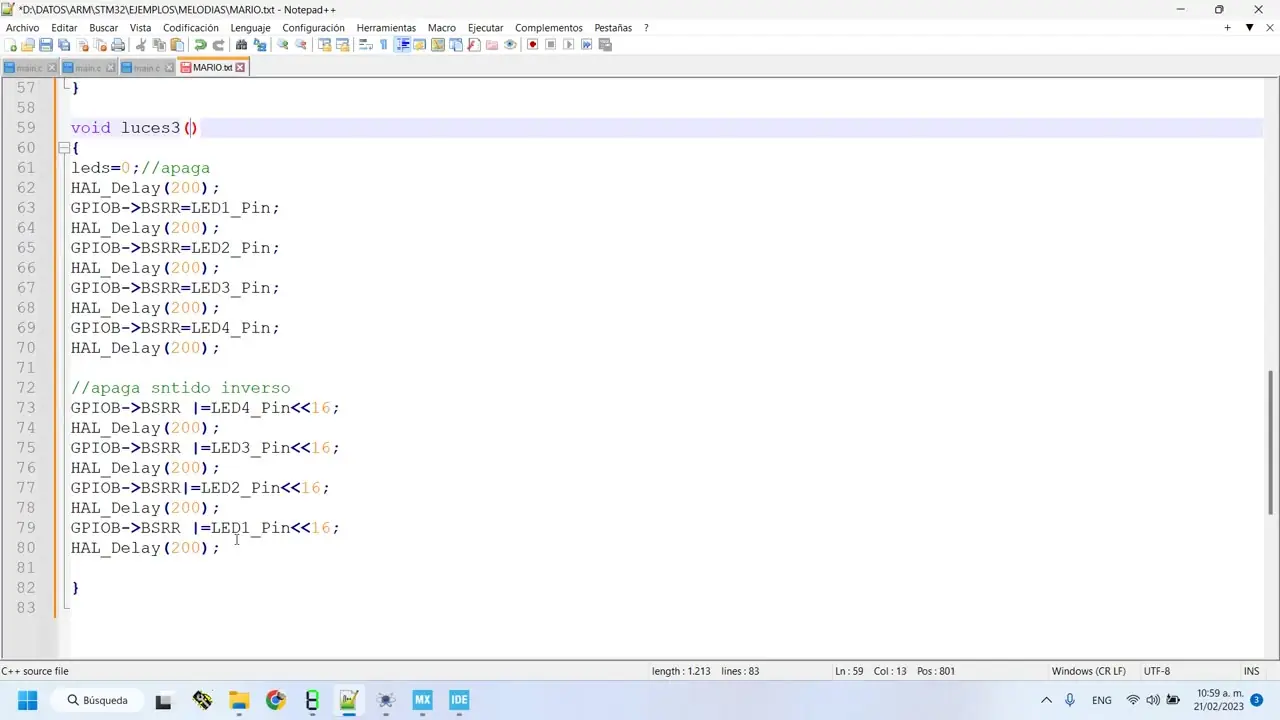 *D:\DATOS\ARM\STM32\EJEMPLOS\MELODIAS\MARIO.txt - Notepad++
Archivo Editar Buscar Vista Codificación Lenguaje Configuración Herramientas Macro Ejecutar Complementos Pestañas ?
main.c main.c main.c MARIO.txt
57 }
58
59 void luces3()
60 {
61 leds=0;//apaga
62 HAL_Delay(200);
63 GPIOB->BSRR=LED1_Pin;
64 HAL_Delay(200);
65 GPIOB->BSRR=LED2_Pin;
66 HAL_Delay(200);
67 GPIOB->BSRR=LED3_Pin;
68 HAL_Delay(200);
69 GPIOB->BSRR=LED4_Pin;
70 HAL_Delay(200);
71
72 //apaga sntido inverso
73 GPIOB->BSRR |=LED4_Pin<<16;
74 HAL_Delay(200);
75 GPIOB->BSRR |=LED3_Pin<<16;
76 HAL_Delay(200);
77 GPIOB->BSRR|=LED2_Pin<<16;
78 HAL_Delay(200);
79 GPIOB->BSRR |=LED1_Pin<<16;
80 HAL_Delay(200);
81
82 }
83
C++ source file length : 1.213 lines : 83 Ln : 59 Col : 13 Pos : 801 Windows (CR LF) UTF-8 INS
Búsqueda MX IDE ENG 10:59 a. m.
21/02/2023 3